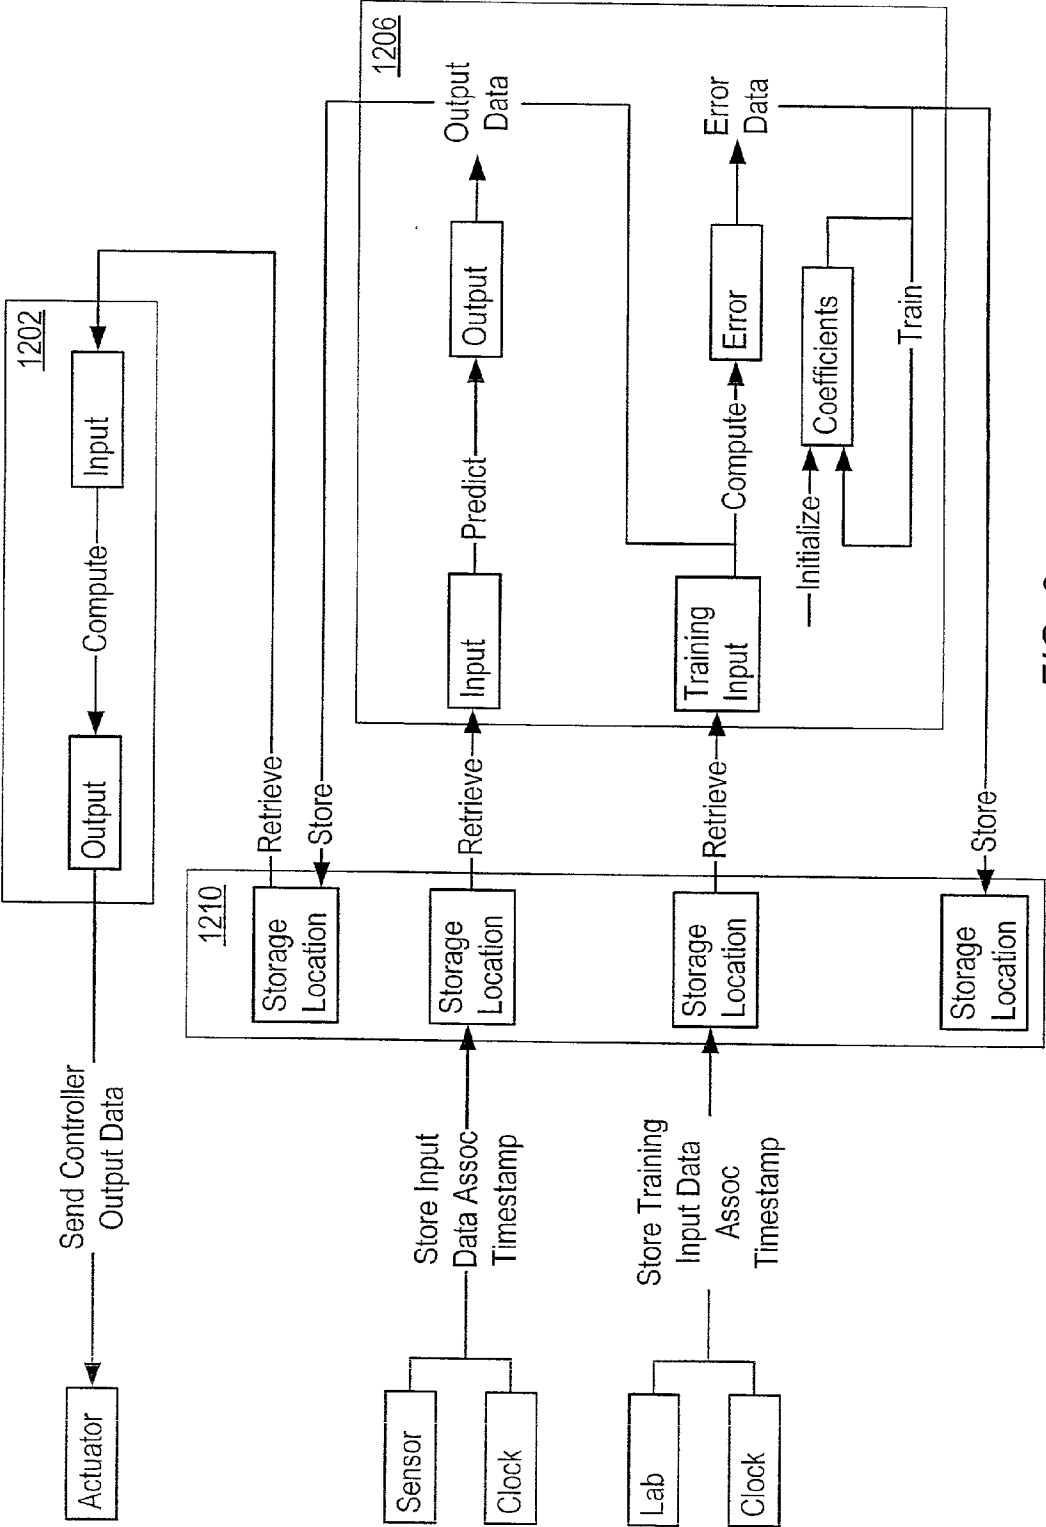 1202
Output
Compute
Input
Actuator
Send Controller
Output Data
1210
1206
Storage
Location
Retrieve
Store
Output
Data
Sensor
Clock
Store Input
Data Assoc
Timestamp
Storage
Location
Retrieve
Input
Predict
Output
Lab
Clock
Store Training
Input Data
Assoc
Timestamp
Storage
Location
Retrieve
Training
Input
Compute
Error
Error
Data
Initialize
Coefficients
Train
Storage
Location
Store